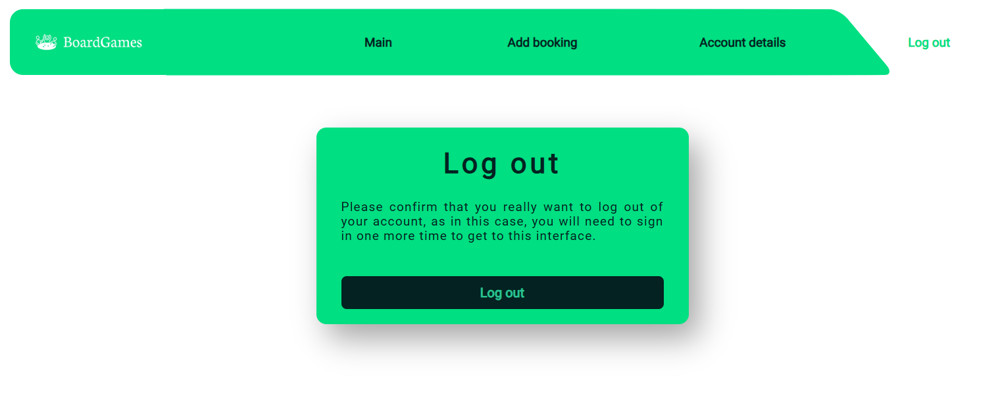 BoardGames
Main
Add booking
Account details
Log out
Log out
Please confirm that you really want to log out of
your account, as in this case, you will need to sign
in one more time to get to this interface.
Log out